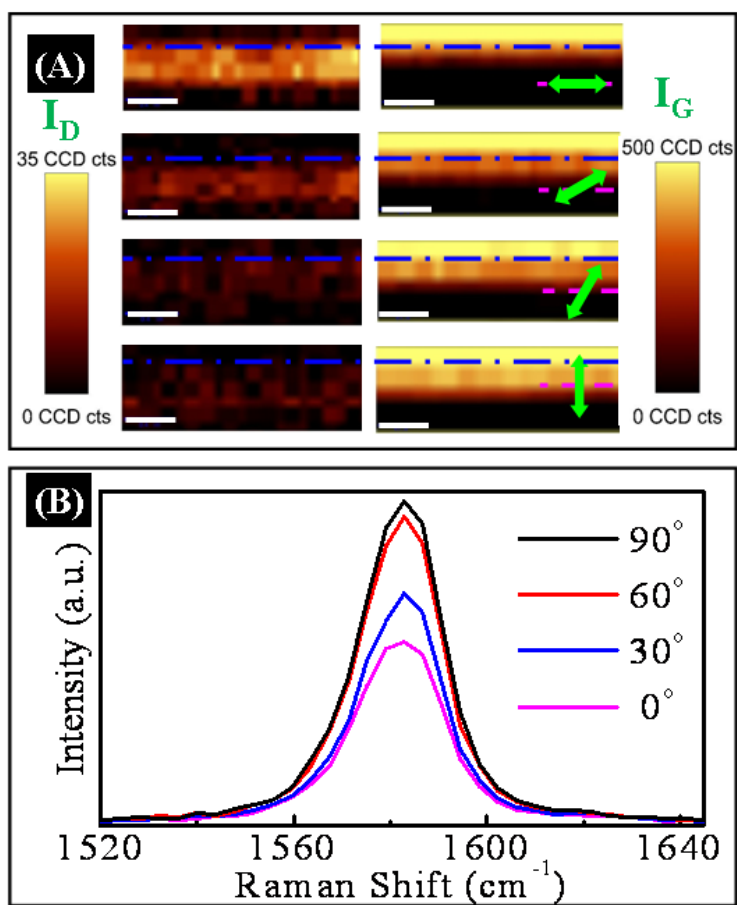 (A)
I_D
I_G
35 CCD cts
500 CCD cts
0 CCD cts
0 CCD cts
(B)
Intensity (a.u.)
90°
60°
30°
0°
1520
1560
1600
1640
Raman Shift (cm⁻¹)